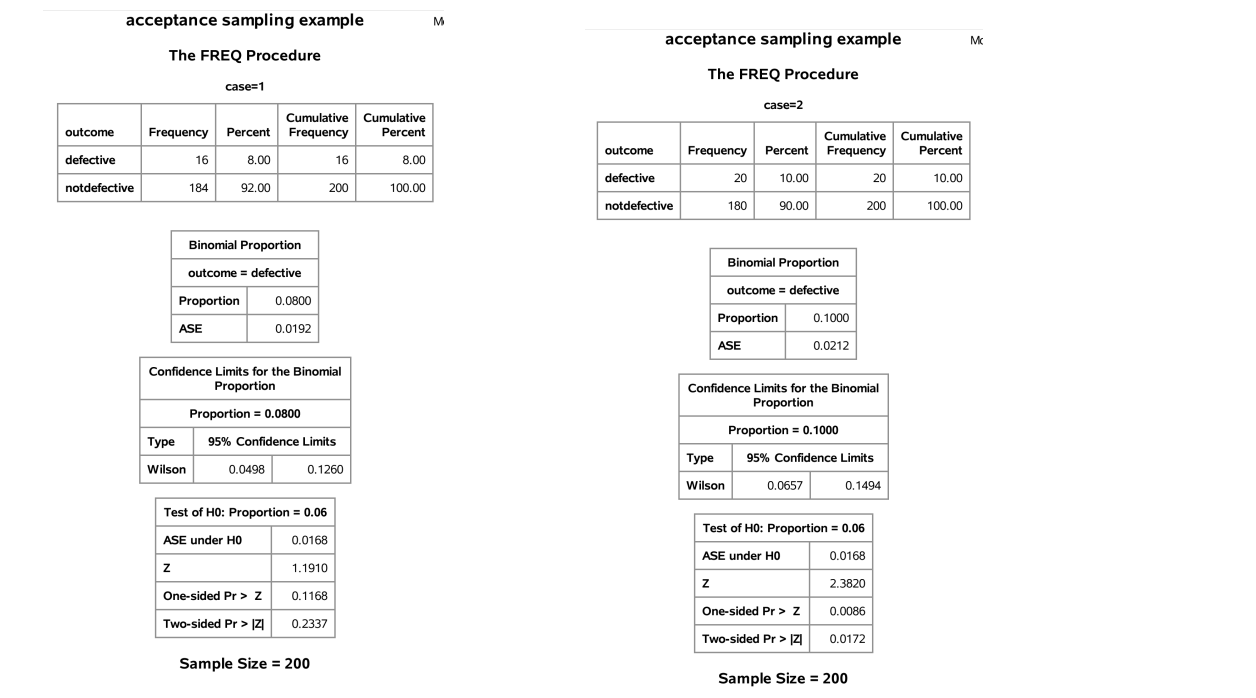 acceptance sampling example
The FREQ Procedure
case=1
outcome Frequency Percent Cumulative Frequency Cumulative Percent
defective 16 8.00 16 8.00
notdefective 184 92.00 200 100.00
Binomial Proportion
outcome = defective
Proportion 0.0800
ASE 0.0192
Confidence Limits for the Binomial
Proportion
Proportion = 0.0800
Type 95% Confidence Limits
Wilson 0.0498 0.1260
Test of H0: Proportion = 0.06
ASE under H0 0.0168
Z 1.1910
One-sided Pr > Z 0.1168
Two-sided Pr > |Z| 0.2337
Sample Size = 200
acceptance sampling example
The FREQ Procedure
case=2
outcome Frequency Percent Cumulative Frequency Cumulative Percent
defective 20 10.00 20 10.00
notdefective 180 90.00 200 100.00
Binomial Proportion
outcome = defective
Proportion 0.1000
ASE 0.0212
Confidence Limits for the Binomial
Proportion
Proportion = 0.1000
Type 95% Confidence Limits
Wilson 0.0657 0.1494
Test of H0: Proportion = 0.06
ASE under H0 0.0168
Z 2.3820
One-sided Pr > Z 0.0086
Two-sided Pr > |Z| 0.0172
Sample Size = 200